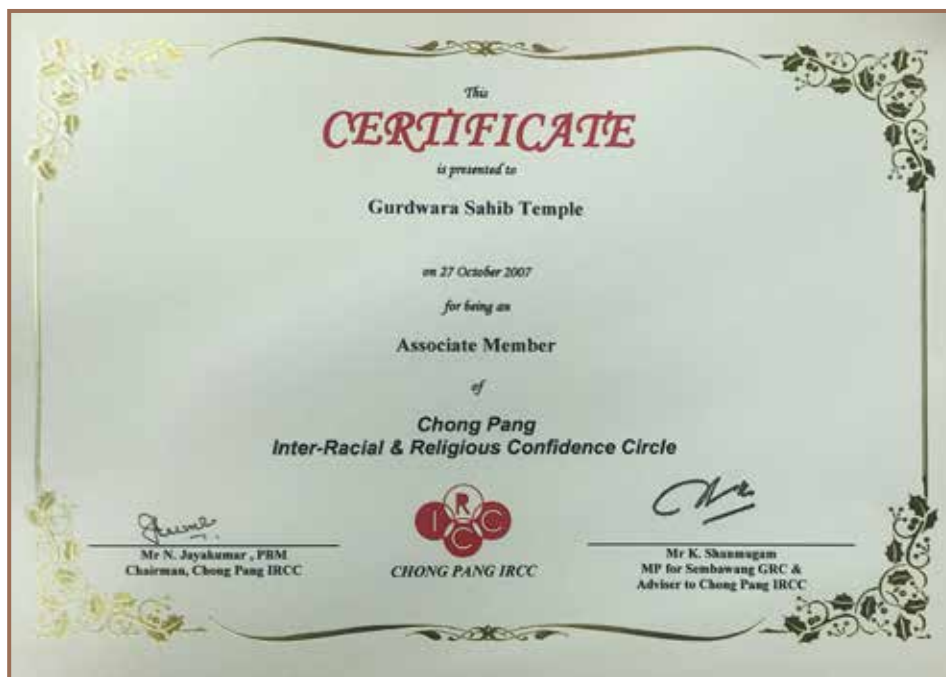 This
CERTIFICATE
is presented to
Gurdwara Sahib Temple
on 27 October 2007
for being an
Associate Member
of
Chong Pang
Inter-Racial & Religious Confidence Circle
R
I C
C
CHONG PANG IRCC
Mr N. Jayakumar , PBM
Chairman, Chong Pang IRCC
Mr K. Shanmugam
MP for Sembawang GRC &
Adviser to Chong Pang IRCC